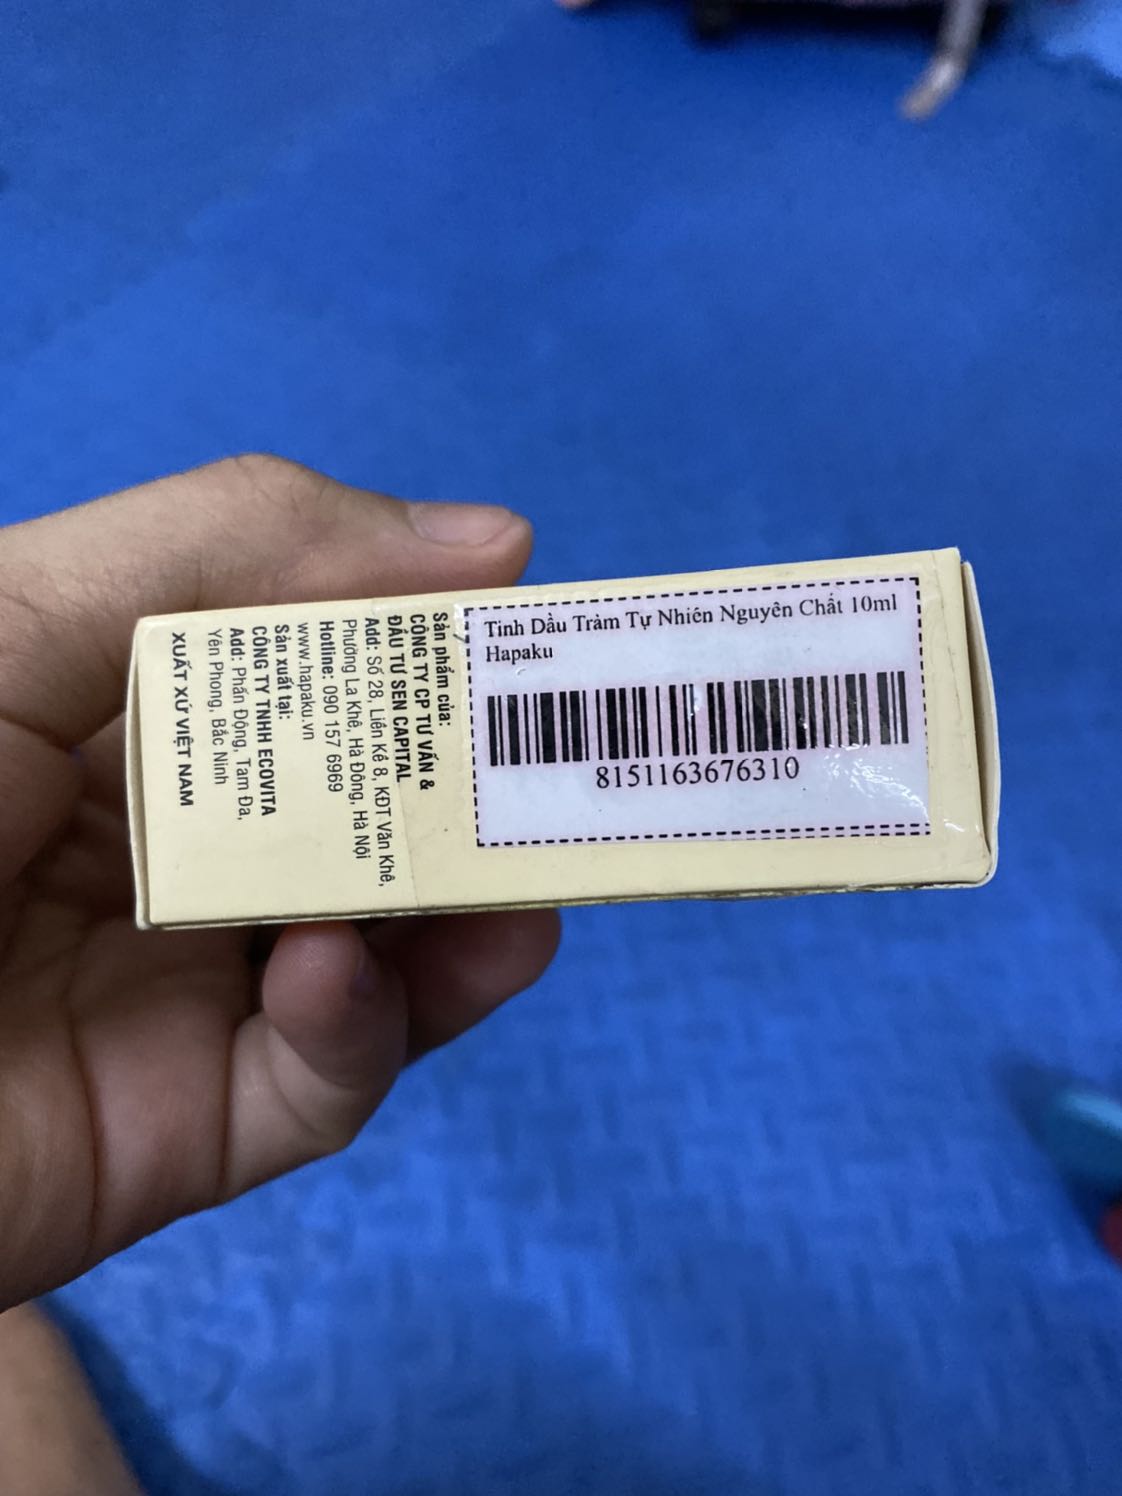 Tinh Dầu Tràm Tự Nhiên Nguyên Chất 10ml
Hapaku
8151163676310
Sản phẩm của:
CÔNG TY CP TƯ VẤN &
ĐẦU TƯ SEN CAPITAL
Add: Số 28, Liền Kề 8, KĐT Văn Khê,
Phường La Khê, Hà Đông, Hà Nội
Hotline: 090 157 6969
www.hapaku.vn
Sản xuất tại:
CÔNG TY TNHH ECOVITA
Add: Phấn Động, Tam Đa,
Yên Phong, Bắc Ninh
XUẤT XỨ VIỆT NAM